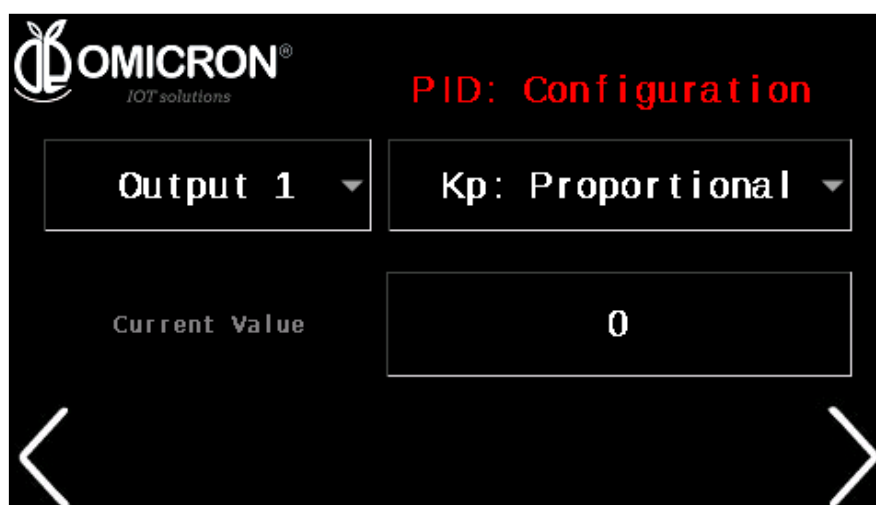 OMICRON®
IOT solutions
PID: Configuration
Output 1
Kp: Proportional
Current Value
0